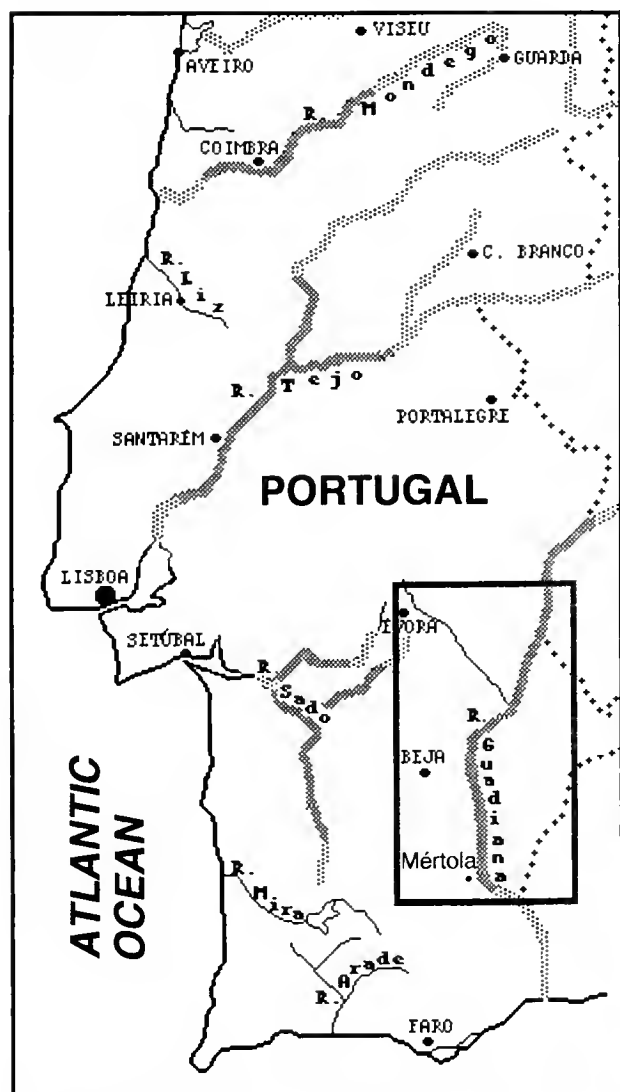 VISEU
AVEIRO
GUARDA
R. Mondego
COIMBRA
C. BRANCO
R. Liz
LEIRIA
R. Tejo
PORTALEGRE
SANTARÉM
PORTUGAL
LISBOA
ÉVORA
SETÚBAL
R. Sado
R. Guadiana
BEJA
ATLANTIC
OCEAN
Mértola
R. Mira
R. Arade
FARO